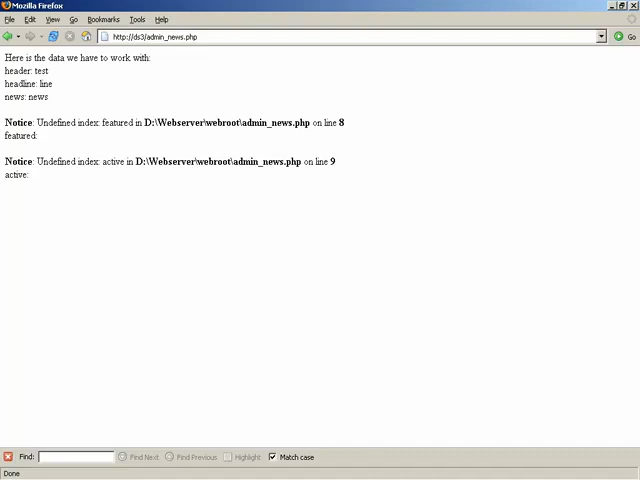 Mozilla Firefox
File Edit View Go Bookmarks Tools Help
http://ds3/admin_news.php Go
Here is the data we have to work with:
header: test
headline: line
news: news
Notice: Undefined index: featured in D:\Webserver\webroot\admin_news.php on line 8
featured:
Notice: Undefined index: active in D:\Webserver\webroot\admin_news.php on line 9
active:
Find: Find Next Find Previous Highlight Match case
Done